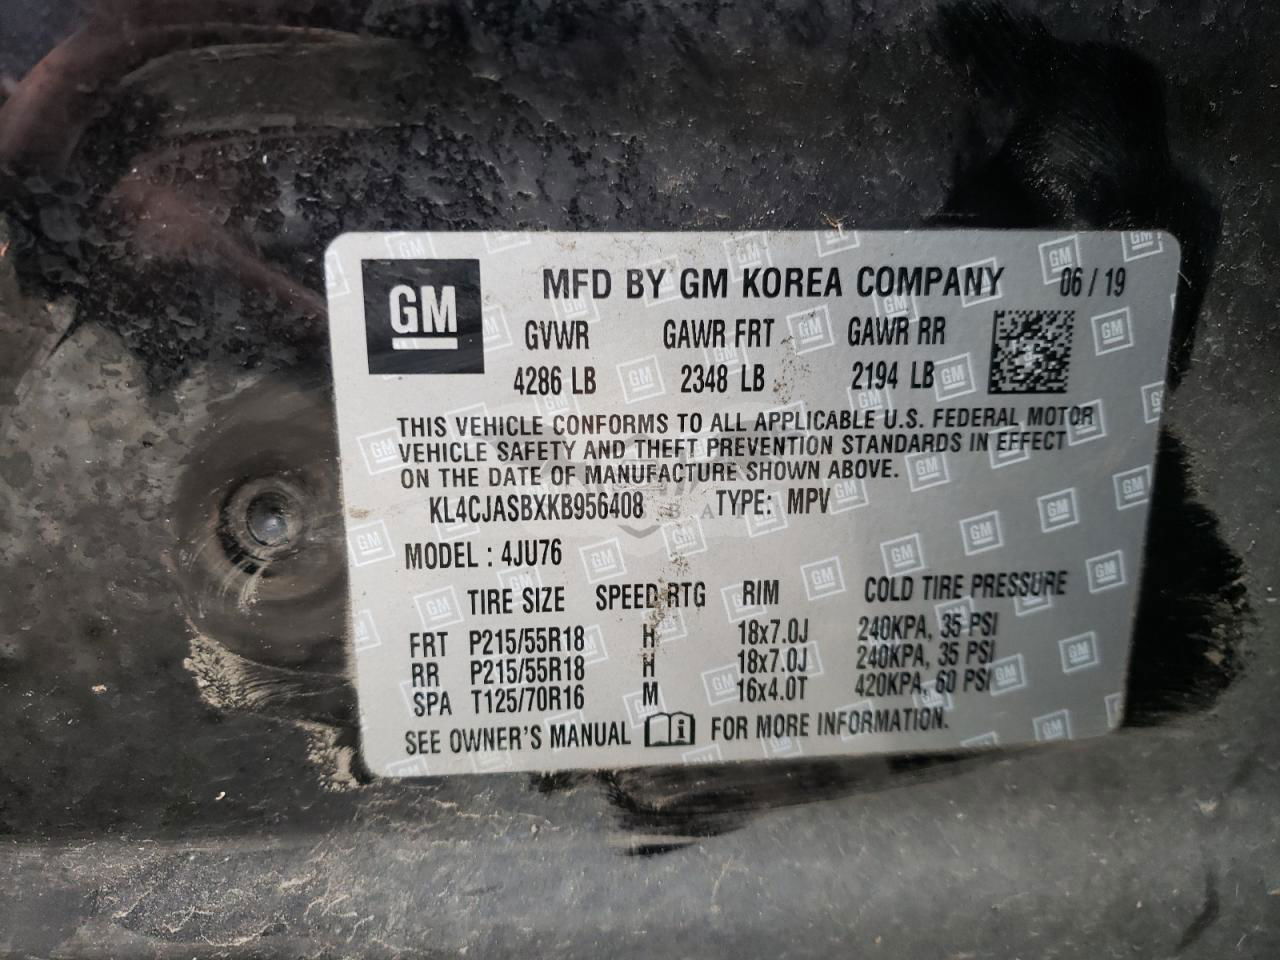 GM
MFD BY GM KOREA COMPANY 06/19
GVWR GAWR FRT GAWR RR
4286 LB 2348 LB 2194 LB
THIS VEHICLE CONFORMS TO ALL APPLICABLE U.S. FEDERAL MOTOR
VEHICLE SAFETY AND THEFT PREVENTION STANDARDS IN EFFECT
ON THE DATE OF MANUFACTURE SHOWN ABOVE.
KL4CJASBXKB956408 TYPE: MPV
MODEL : 4JU76
TIRE SIZE SPEED RTG RIM COLD TIRE PRESSURE
FRT P215/55R18 H 18x7.0J 240KPA, 35 PSI
RR P215/55R18 H 18x7.0J 240KPA, 35 PSI
SPA T125/70R16 M 16x4.0T 420KPA, 60 PSI
SEE OWNER'S MANUAL FOR MORE INFORMATION.